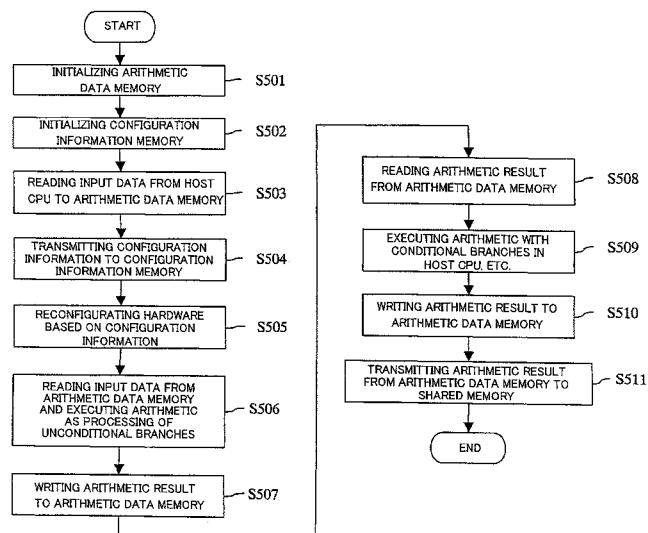 START
INITIALIZING ARITHMETIC
DATA MEMORY
S501
INITIALIZING CONFIGURATION
INFORMATION MEMORY
S502
READING INPUT DATA FROM HOST
CPU TO ARITHMETIC DATA MEMORY
S503
TRANSMITTING CONFIGURATION
INFORMATION TO CONFIGURATION
INFORMATION MEMORY
S504
RECONFIGURATING HARDWARE
BASED ON CONFIGURATION
INFORMATION
S505
READING INPUT DATA FROM
ARITHMETIC DATA MEMORY
AND EXECUTING ARITHMETIC
AS PROCESSING OF
UNCONDITIONAL BRANCHES
S506
WRITING ARITHMETIC RESULT
TO ARITHMETIC DATA MEMORY
S507
READING ARITHMETIC RESULT
FROM ARITHMETIC DATA MEMORY
S508
EXECUTING ARITHMETIC WITH
CONDITIONAL BRANCHES IN
HOST CPU, ETC.
S509
WRITING ARITHMETIC RESULT TO
ARITHMETIC DATA MEMORY
S510
TRANSMITTING ARITHMETIC RESULT
FROM ARITHMETIC DATA MEMORY TO
SHARED MEMORY
S511
END